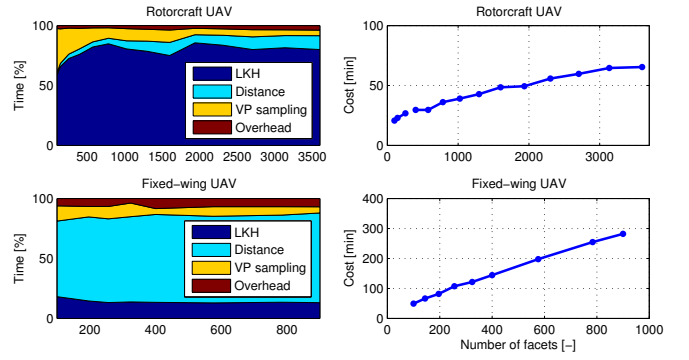 Rotorcraft UAV
100
50
0
Time [%]
LKH
Distance
VP sampling
Overhead
500 1000 1500 2000 2500 3000 3500
Rotorcraft UAV
100
50
0
Cost [min]
0 1000 2000 3000
Fixed−wing UAV
100
50
0
Time [%]
LKH
Distance
VP sampling
Overhead
200 400 600 800
Fixed−wing UAV
400
300
200
100
0
Cost [min]
0 200 400 600 800 1000
Number of facets [−]